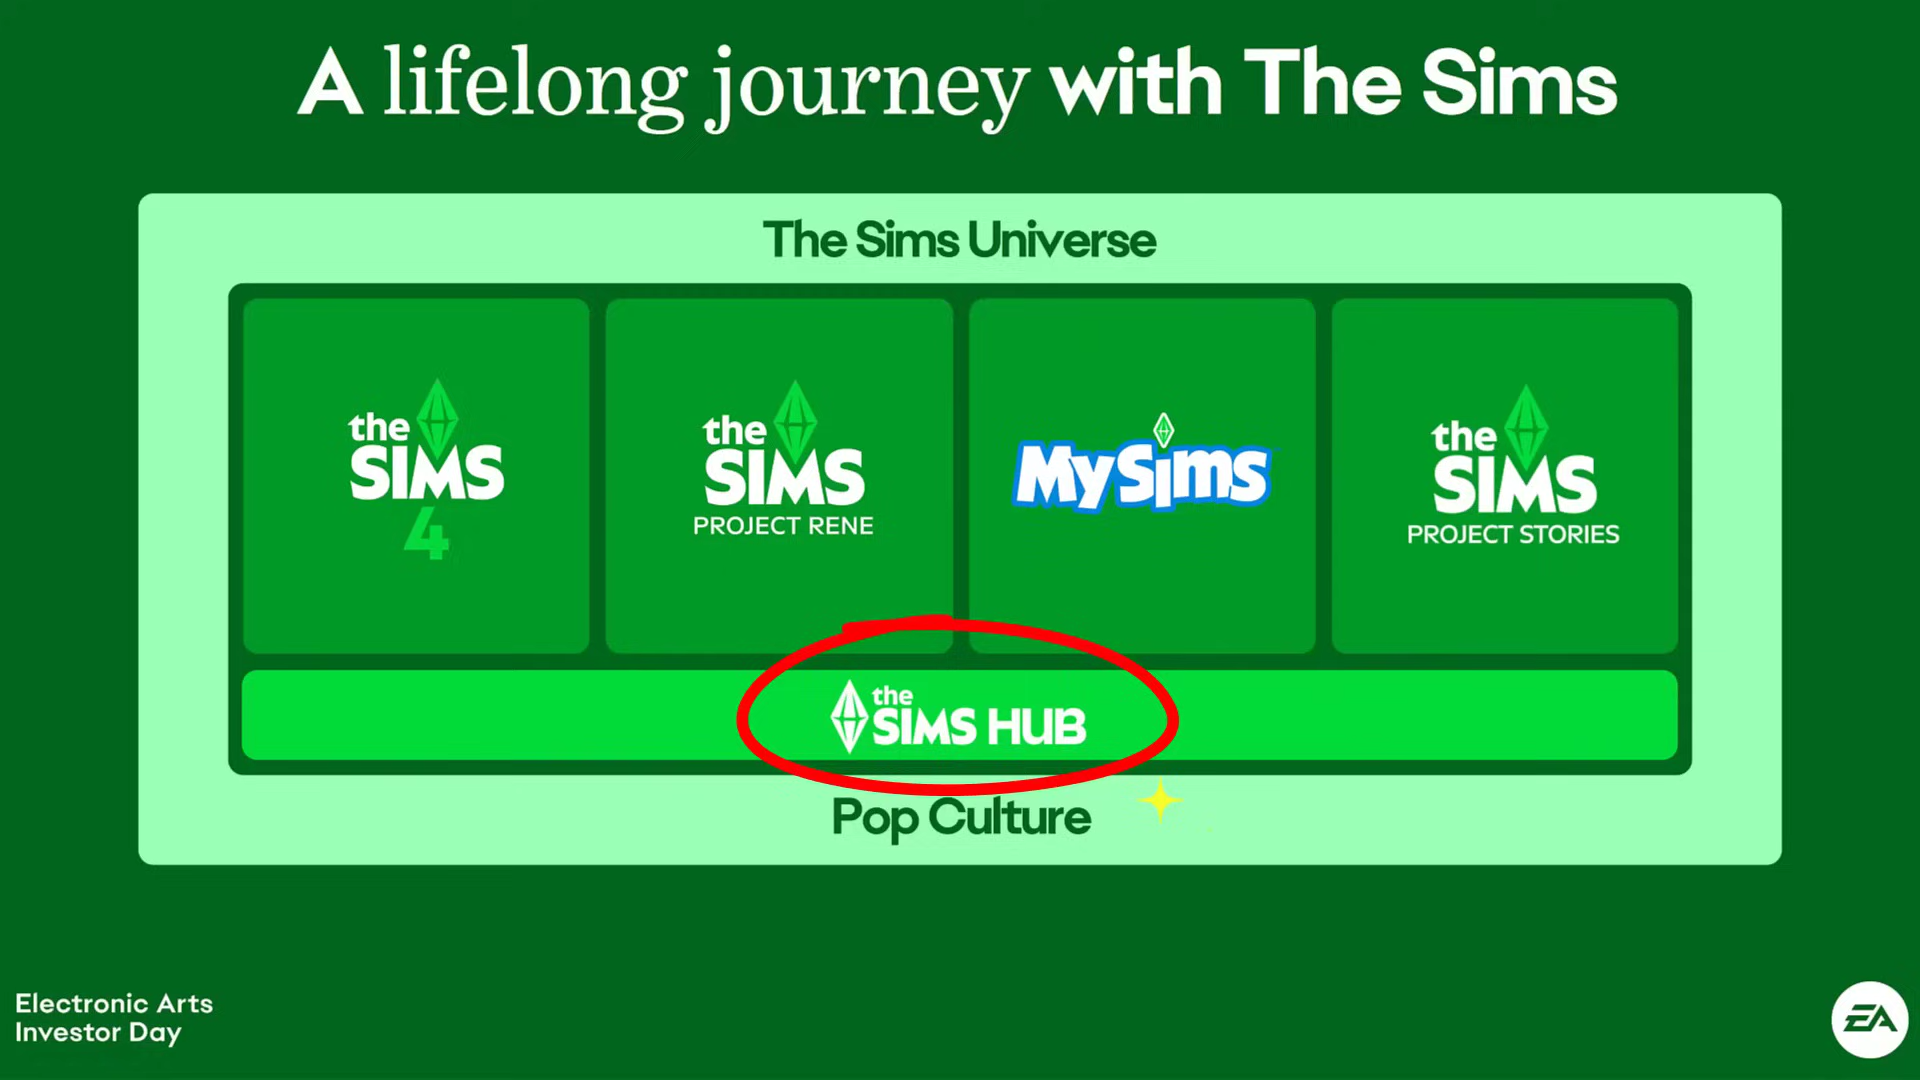 A lifelong journey with The Sims
The Sims Universe
the
SIMS
4
the
SIMS
PROJECT RENE
MySims
the
SIMS
PROJECT STORIES
the
SIMS HUB
Pop Culture
Electronic Arts
Investor Day
EA